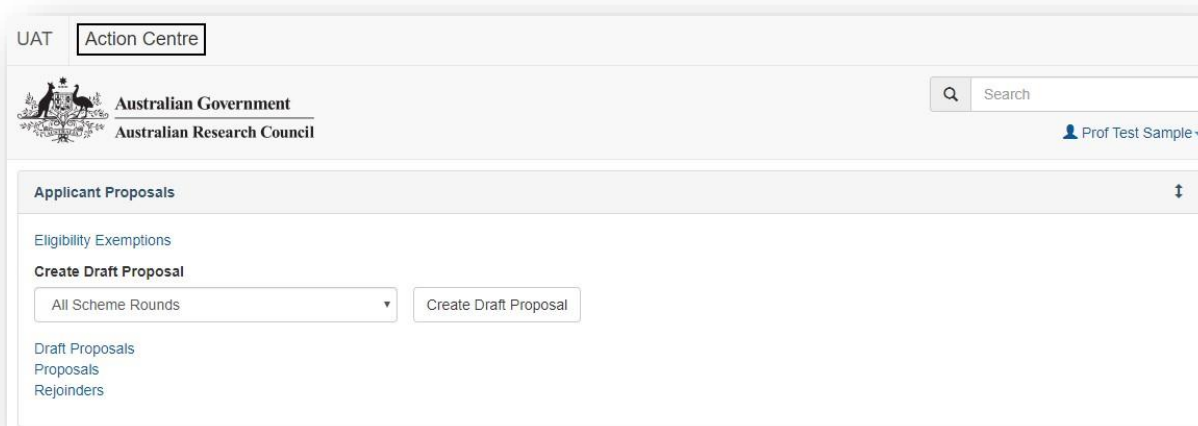 UAT Action Centre
Australian Government
Australian Research Council
Search
Prof Test Sample
Applicant Proposals
Eligibility Exemptions
Create Draft Proposal
All Scheme Rounds Create Draft Proposal
Draft Proposals
Proposals
Rejoinders